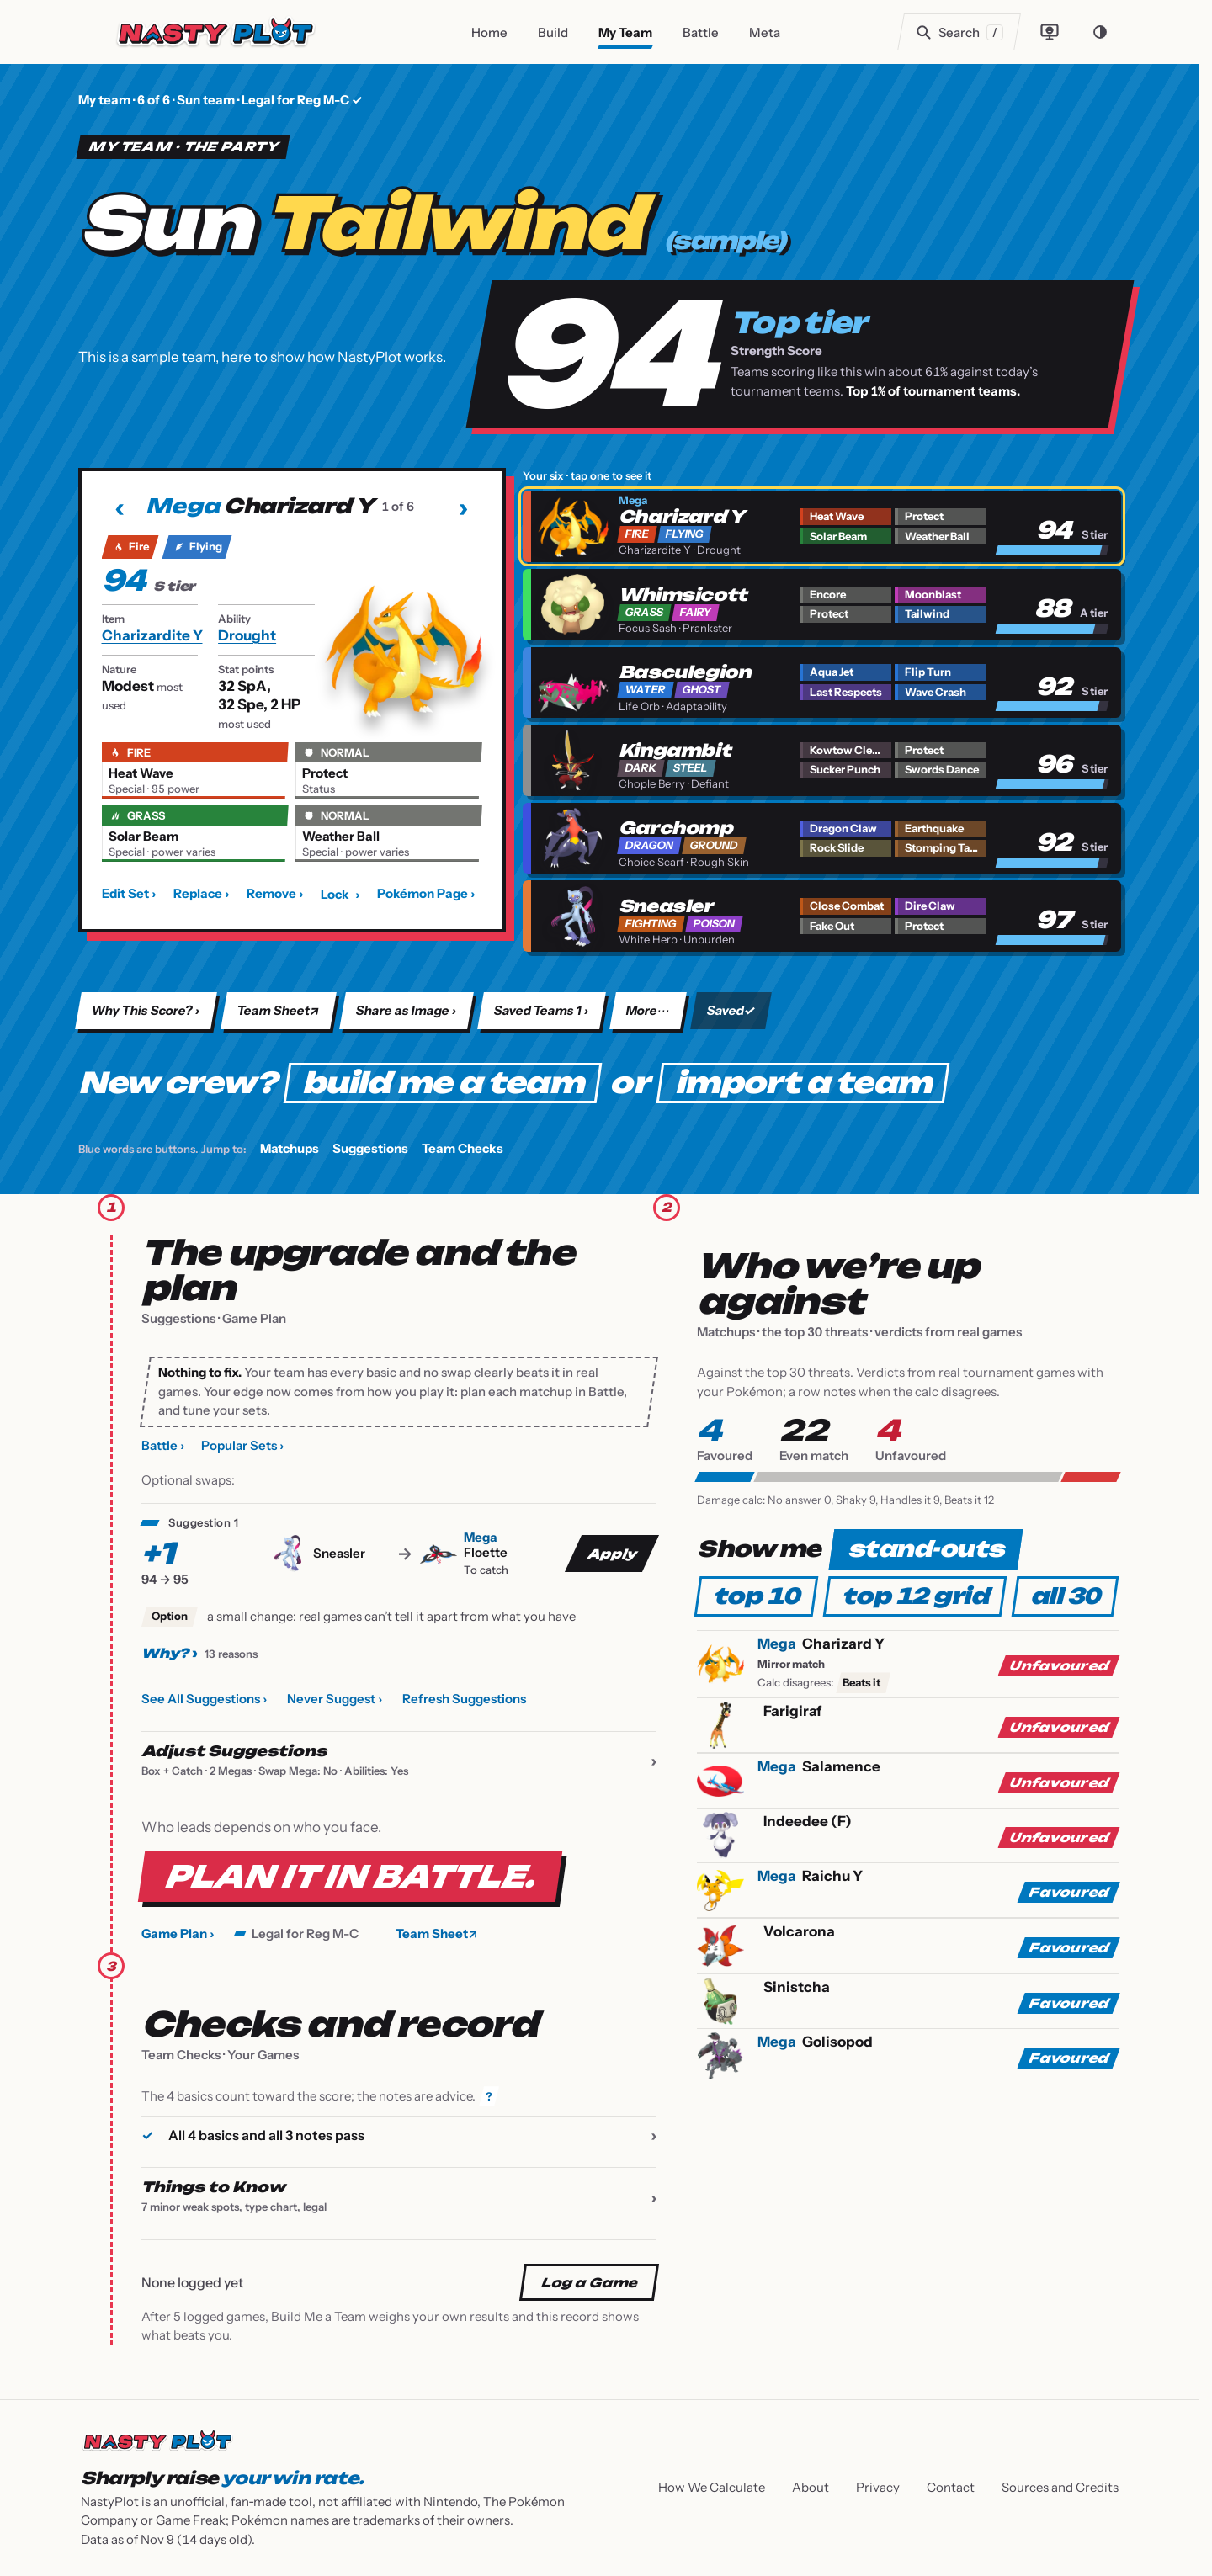 NASTY PLOT
Home
Build
My Team
Battle
Meta
Search /
My team · 6 of 6 · Sun team · Legal for Reg M-C ✓
MY TEAM · THE PARTY
Sun Tailwind (sample)
This is a sample team, here to show how NastyPlot works.
94
Top tier
Strength Score
Teams scoring like this win about 61% against today's
tournament teams. Top 1% of tournament teams.
‹ Mega Charizard Y 1 of 6 ›
Fire
Flying
94 S tier
Item
Charizardite Y
Ability
Drought
Nature
Modest most
used
Stat points
32 SpA,
32 Spe, 2 HP
most used
FIRE
Heat Wave
Special · 95 power
NORMAL
Protect
Status
GRASS
Solar Beam
Special · power varies
NORMAL
Weather Ball
Special · power varies
Edit Set ›
Replace ›
Remove ›
Lock ›
Pokémon Page ›
Your six · tap one to see it
Mega
Charizard Y
FIRE FLYING
Charizardite Y · Drought
Heat Wave
Protect
Solar Beam
Weather Ball
94 S tier
Whimsicott
GRASS FAIRY
Focus Sash · Prankster
Encore
Moonblast
Protect
Tailwind
88 A tier
Basculegion
WATER GHOST
Life Orb · Adaptability
Aqua Jet
Flip Turn
Last Respects
Wave Crash
92 S tier
Kingambit
DARK STEEL
Chople Berry · Defiant
Kowtow Cle...
Protect
Sucker Punch
Swords Dance
96 S tier
Garchomp
DRAGON GROUND
Choice Scarf · Rough Skin
Dragon Claw
Earthquake
Rock Slide
Stomping Ta...
92 S tier
Sneasler
FIGHTING POISON
White Herb · Unburden
Close Combat
Dire Claw
Fake Out
Protect
97 S tier
Why This Score? ›
Team Sheet↗
Share as Image ›
Saved Teams 1 ›
More···
Saved✓
New crew? build me a team or import a team
Blue words are buttons. Jump to: Matchups Suggestions Team Checks
1
The upgrade and the
plan
Suggestions · Game Plan
Nothing to fix. Your team has every basic and no swap clearly beats it in real
games. Your edge now comes from how you play it: plan each matchup in Battle,
and tune your sets.
Battle ›
Popular Sets ›
Optional swaps:
Suggestion 1
+1
94 → 95
Sneasler
→
Mega
Floette
To catch
Apply
Option a small change: real games can't tell it apart from what you have
Why? › 13 reasons
See All Suggestions ›
Never Suggest ›
Refresh Suggestions
Adjust Suggestions
Box + Catch · 2 Megas · Swap Mega: No · Abilities: Yes
›
Who leads depends on who you face.
PLAN IT IN BATTLE.
Game Plan ›
Legal for Reg M-C
Team Sheet↗
2
Who we're up
against
Matchups · the top 30 threats · verdicts from real games
Against the top 30 threats. Verdicts from real tournament games with
your Pokémon; a row notes when the calc disagrees.
4
Favoured
22
Even match
4
Unfavoured
Damage calc: No answer 0, Shaky 9, Handles it 9, Beats it 12
Show me stand-outs
top 10
top 12 grid
all 30
Mega Charizard Y
Mirror match
Calc disagrees: Beats it
Unfavoured
Farigiraf
Unfavoured
Mega Salamence
Unfavoured
Indeedee (F)
Unfavoured
Mega Raichu Y
Favoured
Volcarona
Favoured
Sinistcha
Favoured
Mega Golisopod
Favoured
3
Checks and record
Team Checks · Your Games
The 4 basics count toward the score; the notes are advice. ?
✓ All 4 basics and all 3 notes pass ›
Things to Know
7 minor weak spots, type chart, legal
›
None logged yet
Log a Game
After 5 logged games, Build Me a Team weighs your own results and this record shows
what beats you.
NASTY PLOT
Sharply raise your win rate.
NastyPlot is an unofficial, fan-made tool, not affiliated with Nintendo, The Pokémon
Company or Game Freak; Pokémon names are trademarks of their owners.
Data as of Nov 9 (14 days old).
How We Calculate
About
Privacy
Contact
Sources and Credits